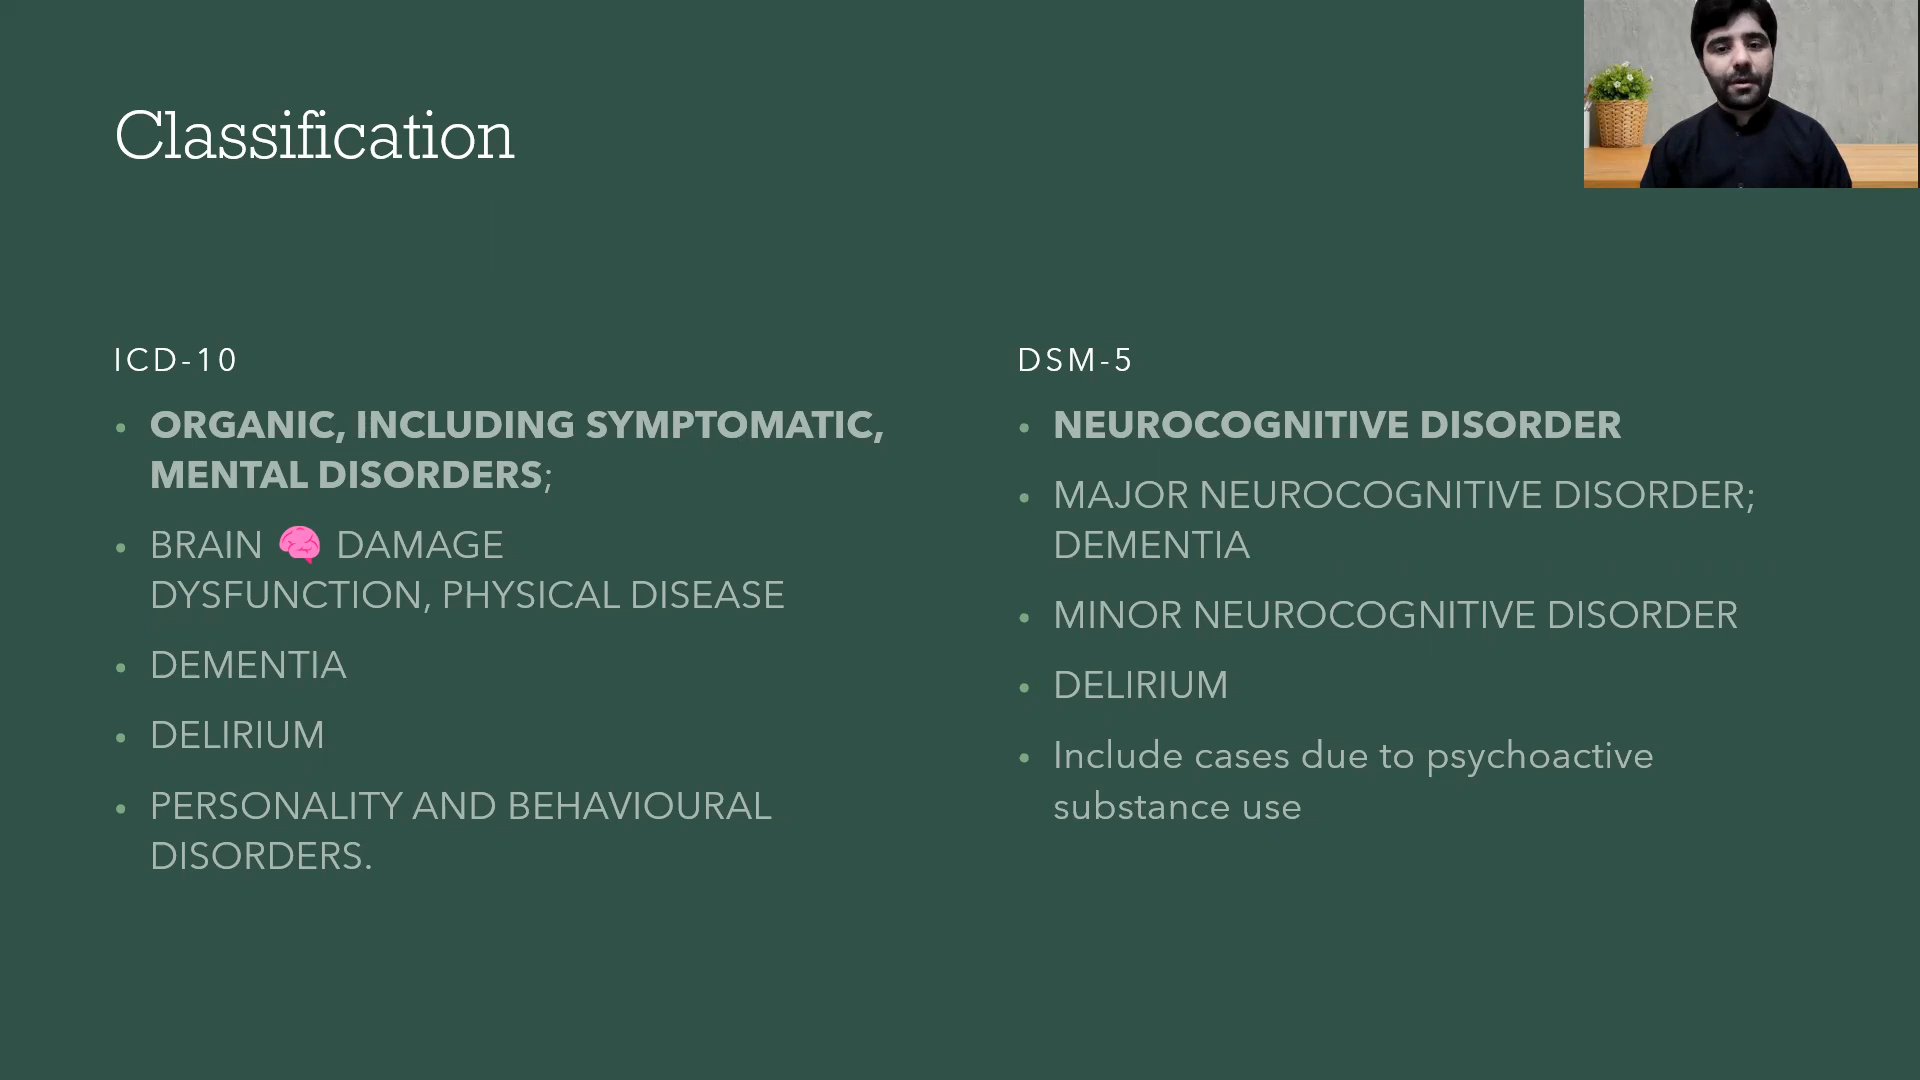 Classification
ICD-10
ORGANIC, INCLUDING SYMPTOMATIC,
MENTAL DISORDERS;
BRAIN 🧠 DAMAGE
DYSFUNCTION, PHYSICAL DISEASE
DEMENTIA
DELIRIUM
PERSONALITY AND BEHAVIOURAL
DISORDERS.
DSM-5
NEUROCOGNITIVE DISORDER
MAJOR NEUROCOGNITIVE DISORDER;
DEMENTIA
MINOR NEUROCOGNITIVE DISORDER
DELIRIUM
Include cases due to psychoactive
substance use